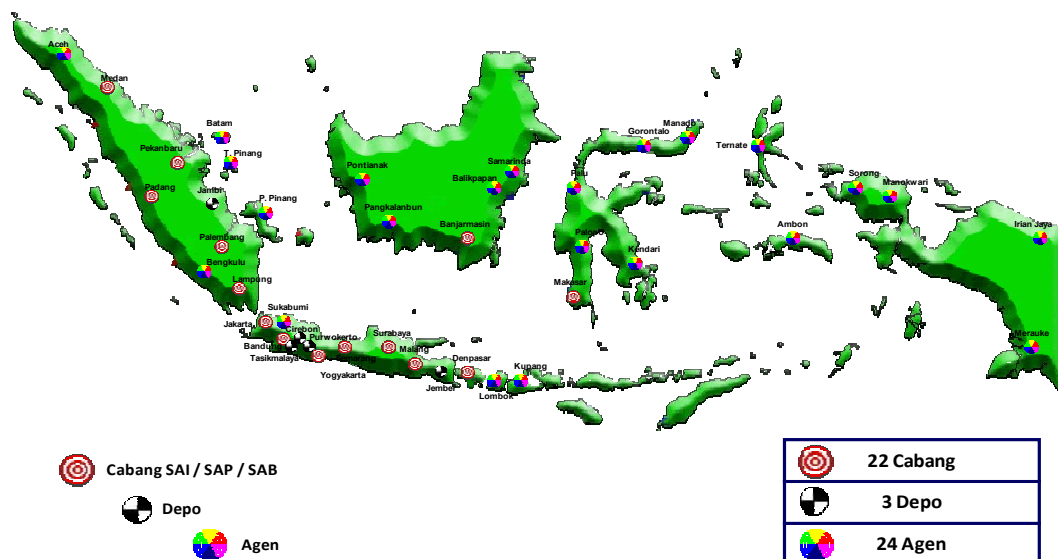 Aceh
Medan
Batam
T. Pinang
Pekanbaru
Padang
Jambi
P. Pinang
Palembang
Bengkulu
Lampung
Pontianak
Pangkalanbun
Samarinda
Balikpapan
Banjarmasin
Gorontalo
Manado
Ternate
Palu
Palopo
Kendari
Makasar
Sorong
Manokwari
Ambon
Irian Jaya
Merauke
Sukabumi
Jakarta
Cirebon
Bandung
Purwokerto
Tasikmalaya
Yogyakarta
Surabaya
Malang
Jember
Denpasar
Lombok
Kupang
Cabang SAI / SAP / SAB
Depo
Agen
22 Cabang
3 Depo
24 Agen